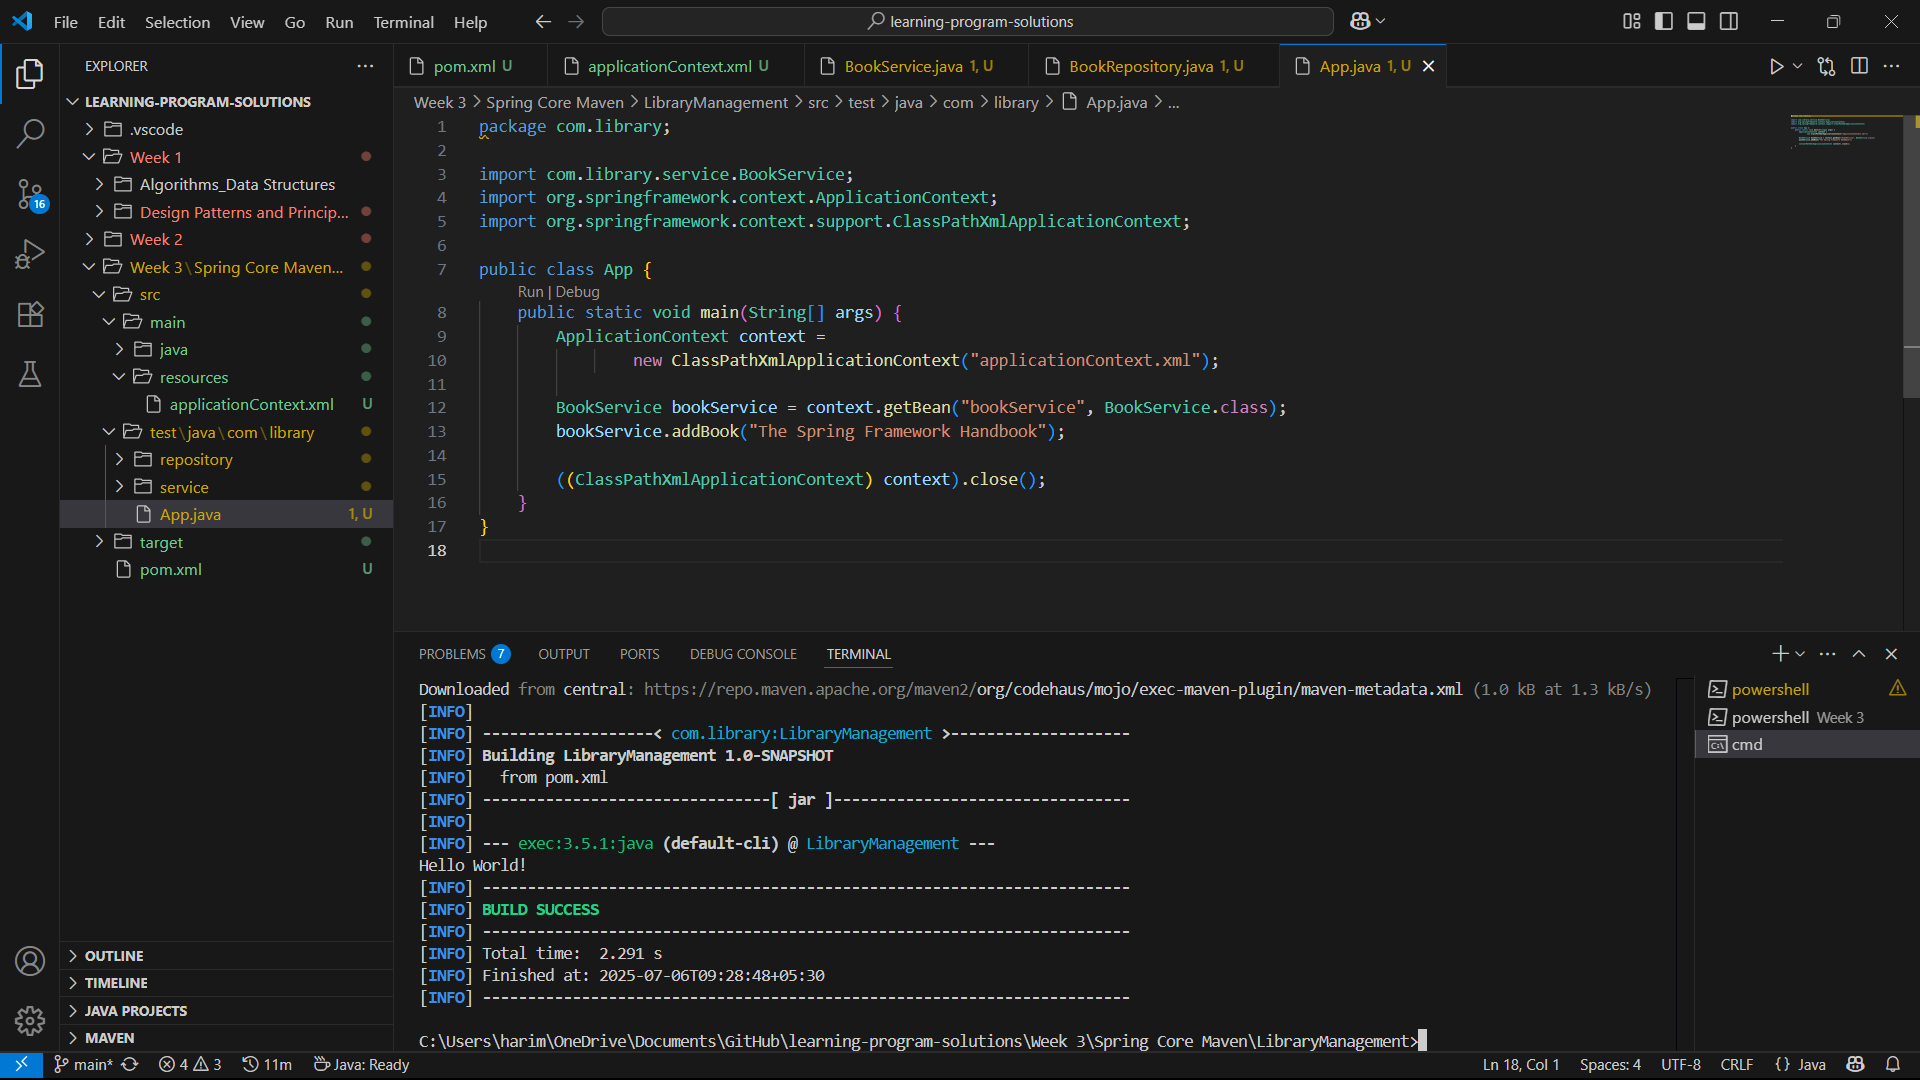 File Edit Selection View Go Run Terminal Help
learning-program-solutions
EXPLORER
LEARNING-PROGRAM-SOLUTIONS
.vscode
Week 1
Algorithms_Data Structures
Design Patterns and Princip...
Week 2
Week 3\Spring Core Maven...
src
main
java
resources
applicationContext.xml U
test\java\com\library
repository
service
App.java 1, U
target
pom.xml U
OUTLINE
TIMELINE
JAVA PROJECTS
MAVEN
16
pom.xml U
applicationContext.xml U
BookService.java 1, U
BookRepository.java 1, U
App.java 1, U
Week 3 > Spring Core Maven > LibraryManagement > src > test > java > com > library > App.java > ...
1 package com.library;
2
3 import com.library.service.BookService;
4 import org.springframework.context.ApplicationContext;
5 import org.springframework.context.support.ClassPathXmlApplicationContext;
6
7 public class App {
Run | Debug
8 public static void main(String[] args) {
9 ApplicationContext context =
10 new ClassPathXmlApplicationContext("applicationContext.xml");
11
12 BookService bookService = context.getBean("bookService", BookService.class);
13 bookService.addBook("The Spring Framework Handbook");
14
15 ((ClassPathXmlApplicationContext) context).close();
16 }
17 }
18
PROBLEMS 7 OUTPUT PORTS DEBUG CONSOLE TERMINAL
Downloaded from central: https://repo.maven.apache.org/maven2/org/codehaus/mojo/exec-maven-plugin/maven-metadata.xml (1.0 kB at 1.3 kB/s)
[INFO]
[INFO] -------------------< com.library:LibraryManagement >--------------------
[INFO] Building LibraryManagement 1.0-SNAPSHOT
[INFO]   from pom.xml
[INFO] --------------------------------[ jar ]---------------------------------
[INFO]
[INFO] --- exec:3.5.1:java (default-cli) @ LibraryManagement ---
Hello World!
[INFO] ------------------------------------------------------------------------
[INFO] BUILD SUCCESS
[INFO] ------------------------------------------------------------------------
[INFO] Total time:  2.291 s
[INFO] Finished at: 2025-07-06T09:28:48+05:30
[INFO] ------------------------------------------------------------------------
C:\Users\harim\OneDrive\Documents\GitHub\learning-program-solutions\Week 3\Spring Core Maven\LibraryManagement>
powershell
powershell Week 3
cmd
main* 4 3 11m Java: Ready
Ln 18, Col 1 Spaces: 4 UTF-8 CRLF {} Java